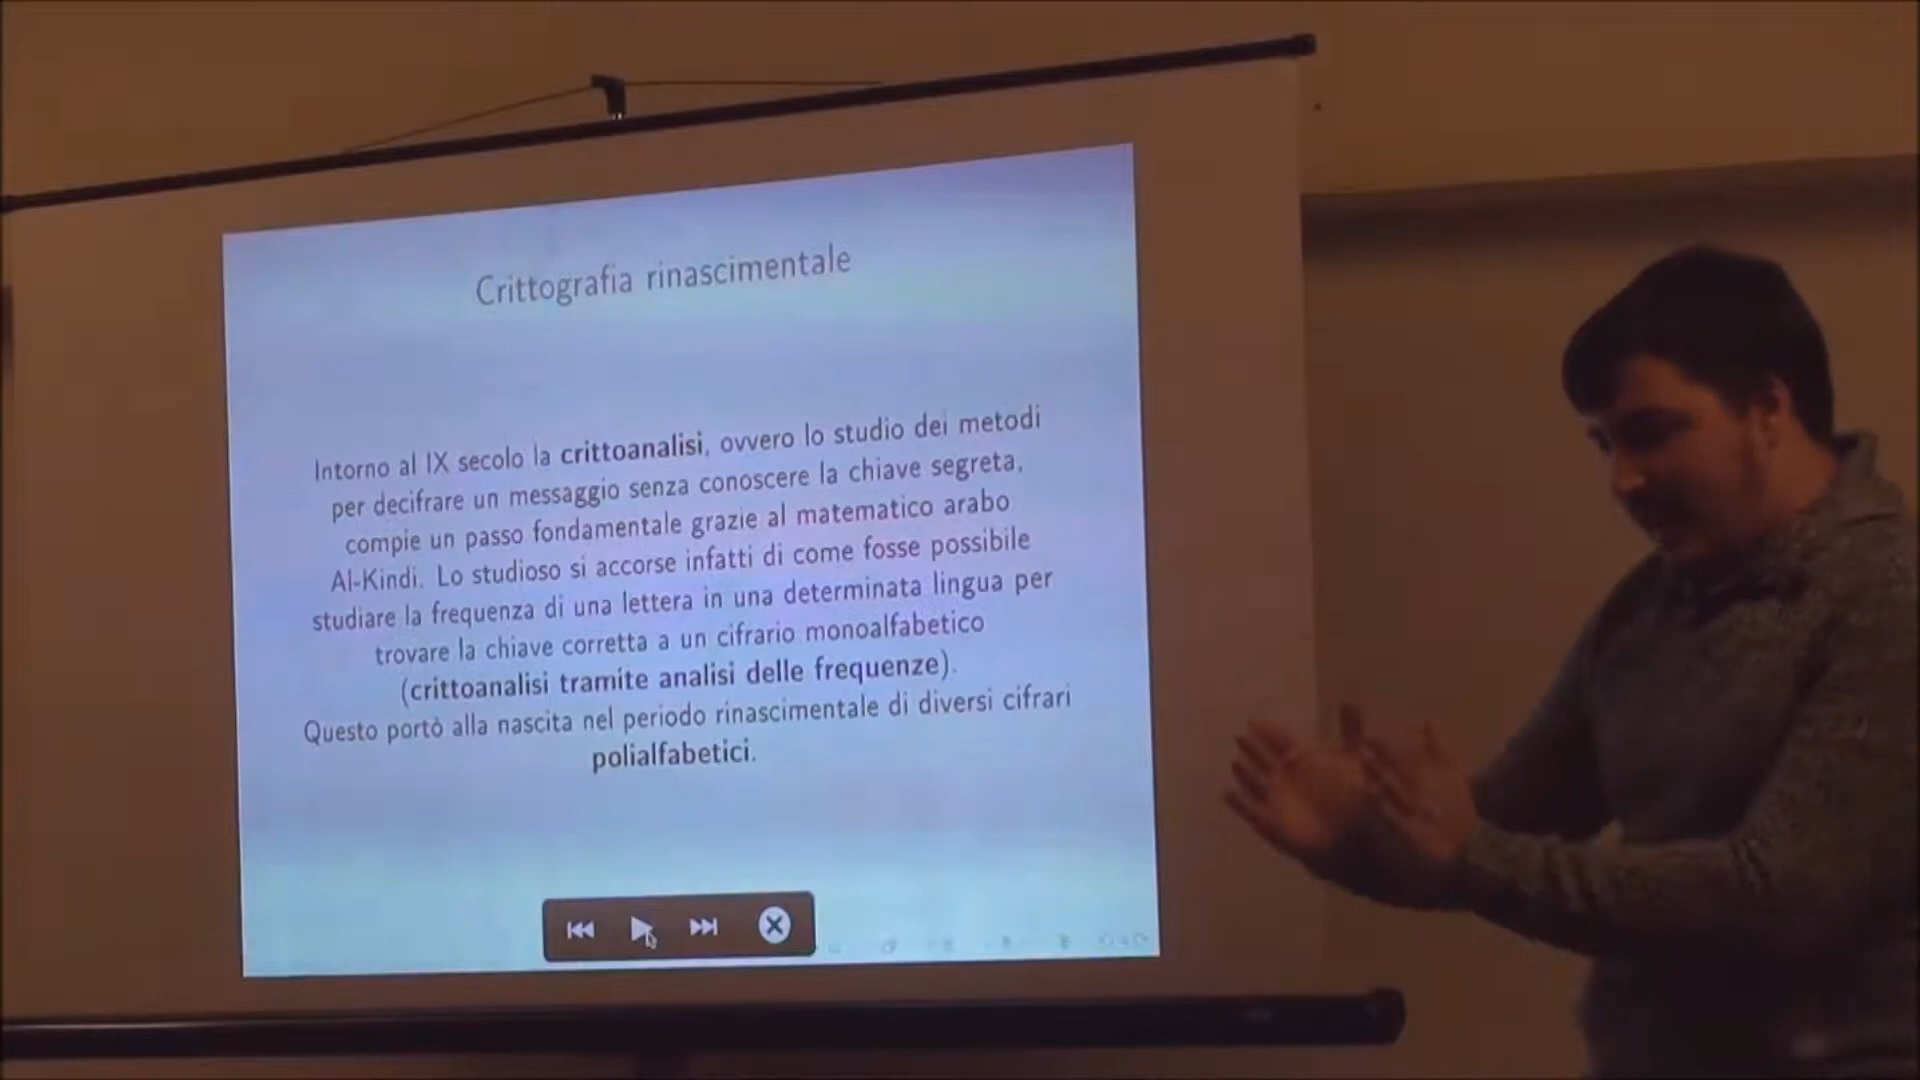 Crittografia rinascimentale
Intorno al IX secolo la crittoanalisi, ovvero lo studio dei metodi
per decifrare un messaggio senza conoscere la chiave segreta,
compie un passo fondamentale grazie al matematico arabo
Al-Kindi. Lo studioso si accorse infatti di come fosse possibile
studiare la frequenza di una lettera in una determinata lingua per
trovare la chiave corretta a un cifrario monoalfabetico
(crittoanalisi tramite analisi delle frequenze).
Questo portò alla nascita nel periodo rinascimentale di diversi cifrari
polialfabetici.